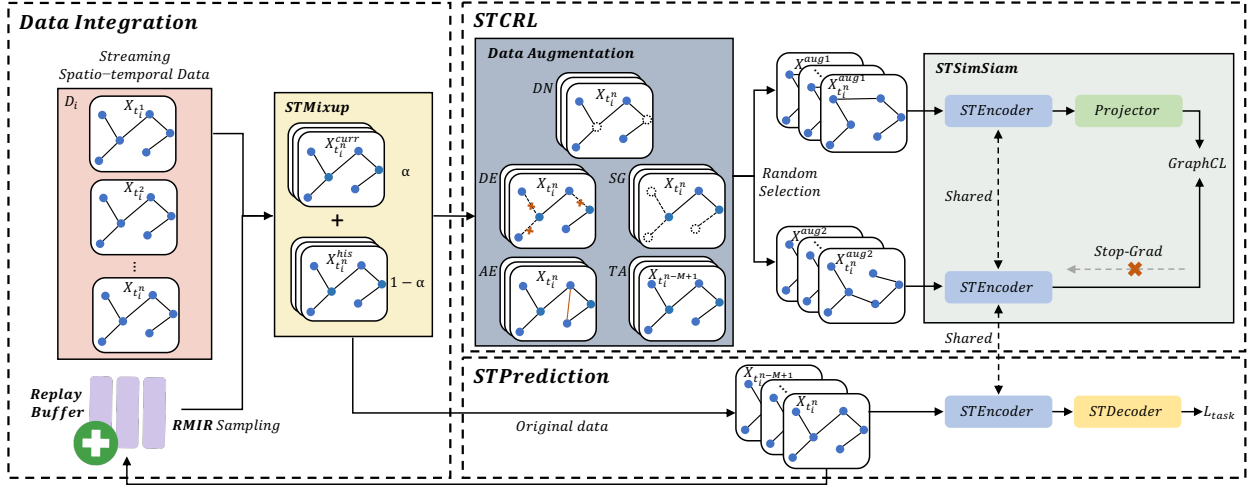 Data Integration
Streaming
Spatio-temporal Data
D_i
X_{t_i^1}
X_{t_i^2}
⋮
X_{t_i^n}
Replay
Buffer
RMIR Sampling
STMixup
X_{t_i^n}^{curr}
α
+
X_{t_i^n}^{his}
1 − α
STCRL
Data Augmentation
DN
X_{t_i^n}
DE
X_{t_i^n}
SG
X_{t_i^n}
AE
X_{t_i^n}
TA
X_{t_i^{n-M+1}}
Random
Selection
X^{aug1}
X_{t_i^n}^{aug1}
X^{aug2}
X_{t_i^n}^{aug2}
STSimSiam
STEncoder
Projector
GraphCL
Shared
Stop-Grad
STEncoder
Shared
STPrediction
Original data
X_{t_i^{n-M+1}}
X_{t_i^n}
STEncoder
STDecoder
L_{task}